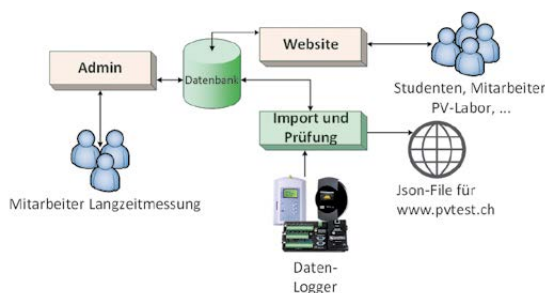 Website
Admin
Datenbank
Studenten, Mitarbeiter
PV-Labor, ...
Import und
Prüfung
Mitarbeiter Langzeitmessung
Json-File für
www.pvtest.ch
Daten-
Logger